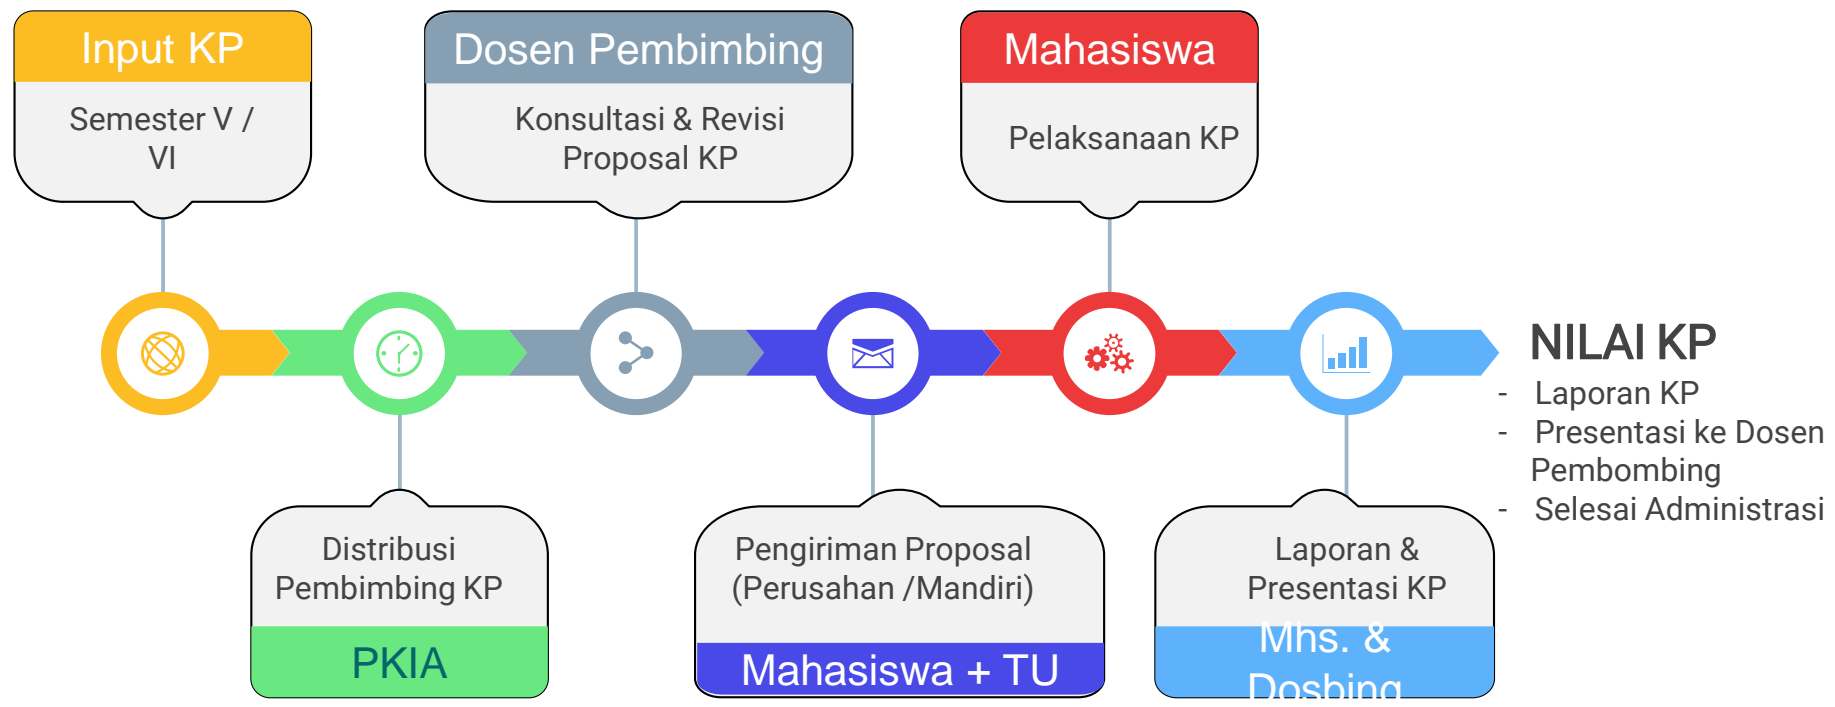 Input KP
Semester V /
VI
Dosen Pembimbing
Konsultasi & Revisi
Proposal KP
Mahasiswa
Pelaksanaan KP
NILAI KP
- Laporan KP
- Presentasi ke Dosen
Pembombing
- Selesai Administrasi
Distribusi
Pembimbing KP
PKIA
Pengiriman Proposal
(Perusahan /Mandiri)
Mahasiswa + TU
Laporan &
Presentasi KP
Mhs. &
Dosbing